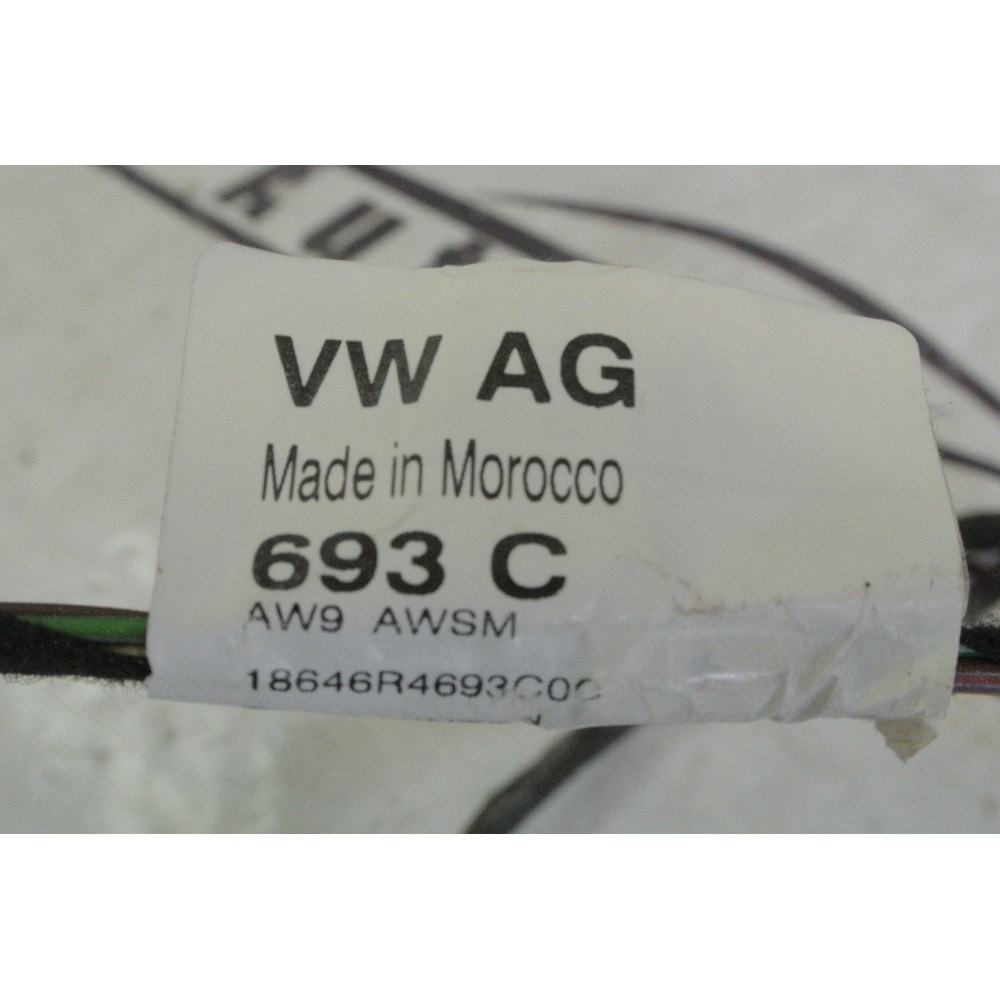 VW AG
Made in Morocco
693 C
AW9 AWSM